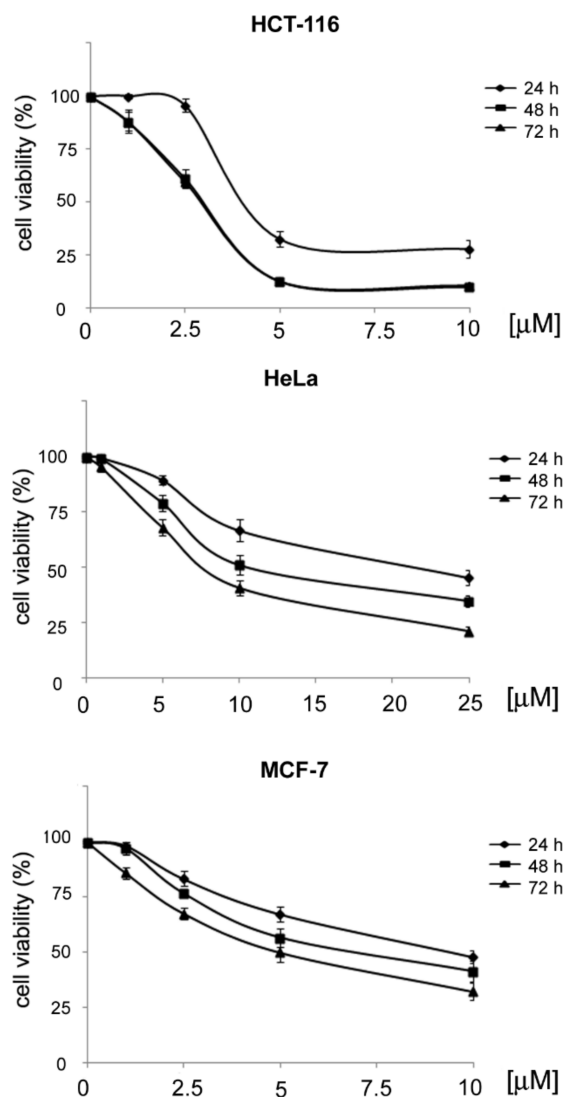 HCT-116
cell viability (%)
100
75
50
25
0
0 2.5 5 7.5 10 [μM]
24 h
48 h
72 h
HeLa
cell viability (%)
100
75
50
25
0
0 5 10 15 20 25 [μM]
24 h
48 h
72 h
MCF-7
cell viability (%)
100
75
50
25
0
0 2.5 5 7.5 10 [μM]
24 h
48 h
72 h